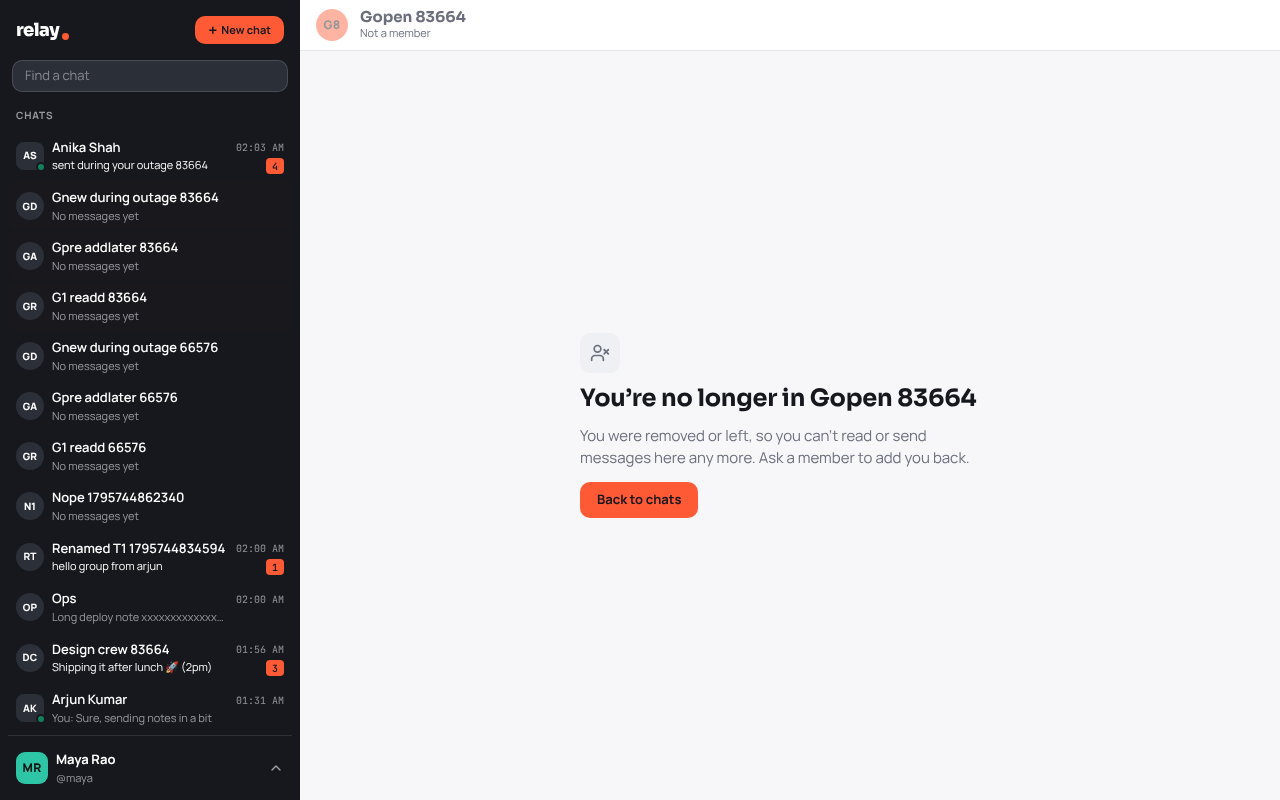 relay.
+ New chat
Find a chat
CHATS
AS
Anika Shah
02:03 AM
sent during your outage 83664
4
GD
Gnew during outage 83664
No messages yet
GA
Gpre addlater 83664
No messages yet
GR
G1 readd 83664
No messages yet
GD
Gnew during outage 66576
No messages yet
GA
Gpre addlater 66576
No messages yet
GR
G1 readd 66576
No messages yet
N1
Nope 1795744862340
No messages yet
RT
Renamed T1 1795744834594
02:00 AM
hello group from arjun
1
OP
Ops
02:00 AM
Long deploy note xxxxxxxxxxxxx…
DC
Design crew 83664
01:56 AM
Shipping it after lunch 🚀 (2pm)
3
AK
Arjun Kumar
01:31 AM
You: Sure, sending notes in a bit
MR
Maya Rao
@maya
G8
Gopen 83664
Not a member
You’re no longer in Gopen 83664
You were removed or left, so you can’t read or send
messages here any more. Ask a member to add you back.
Back to chats